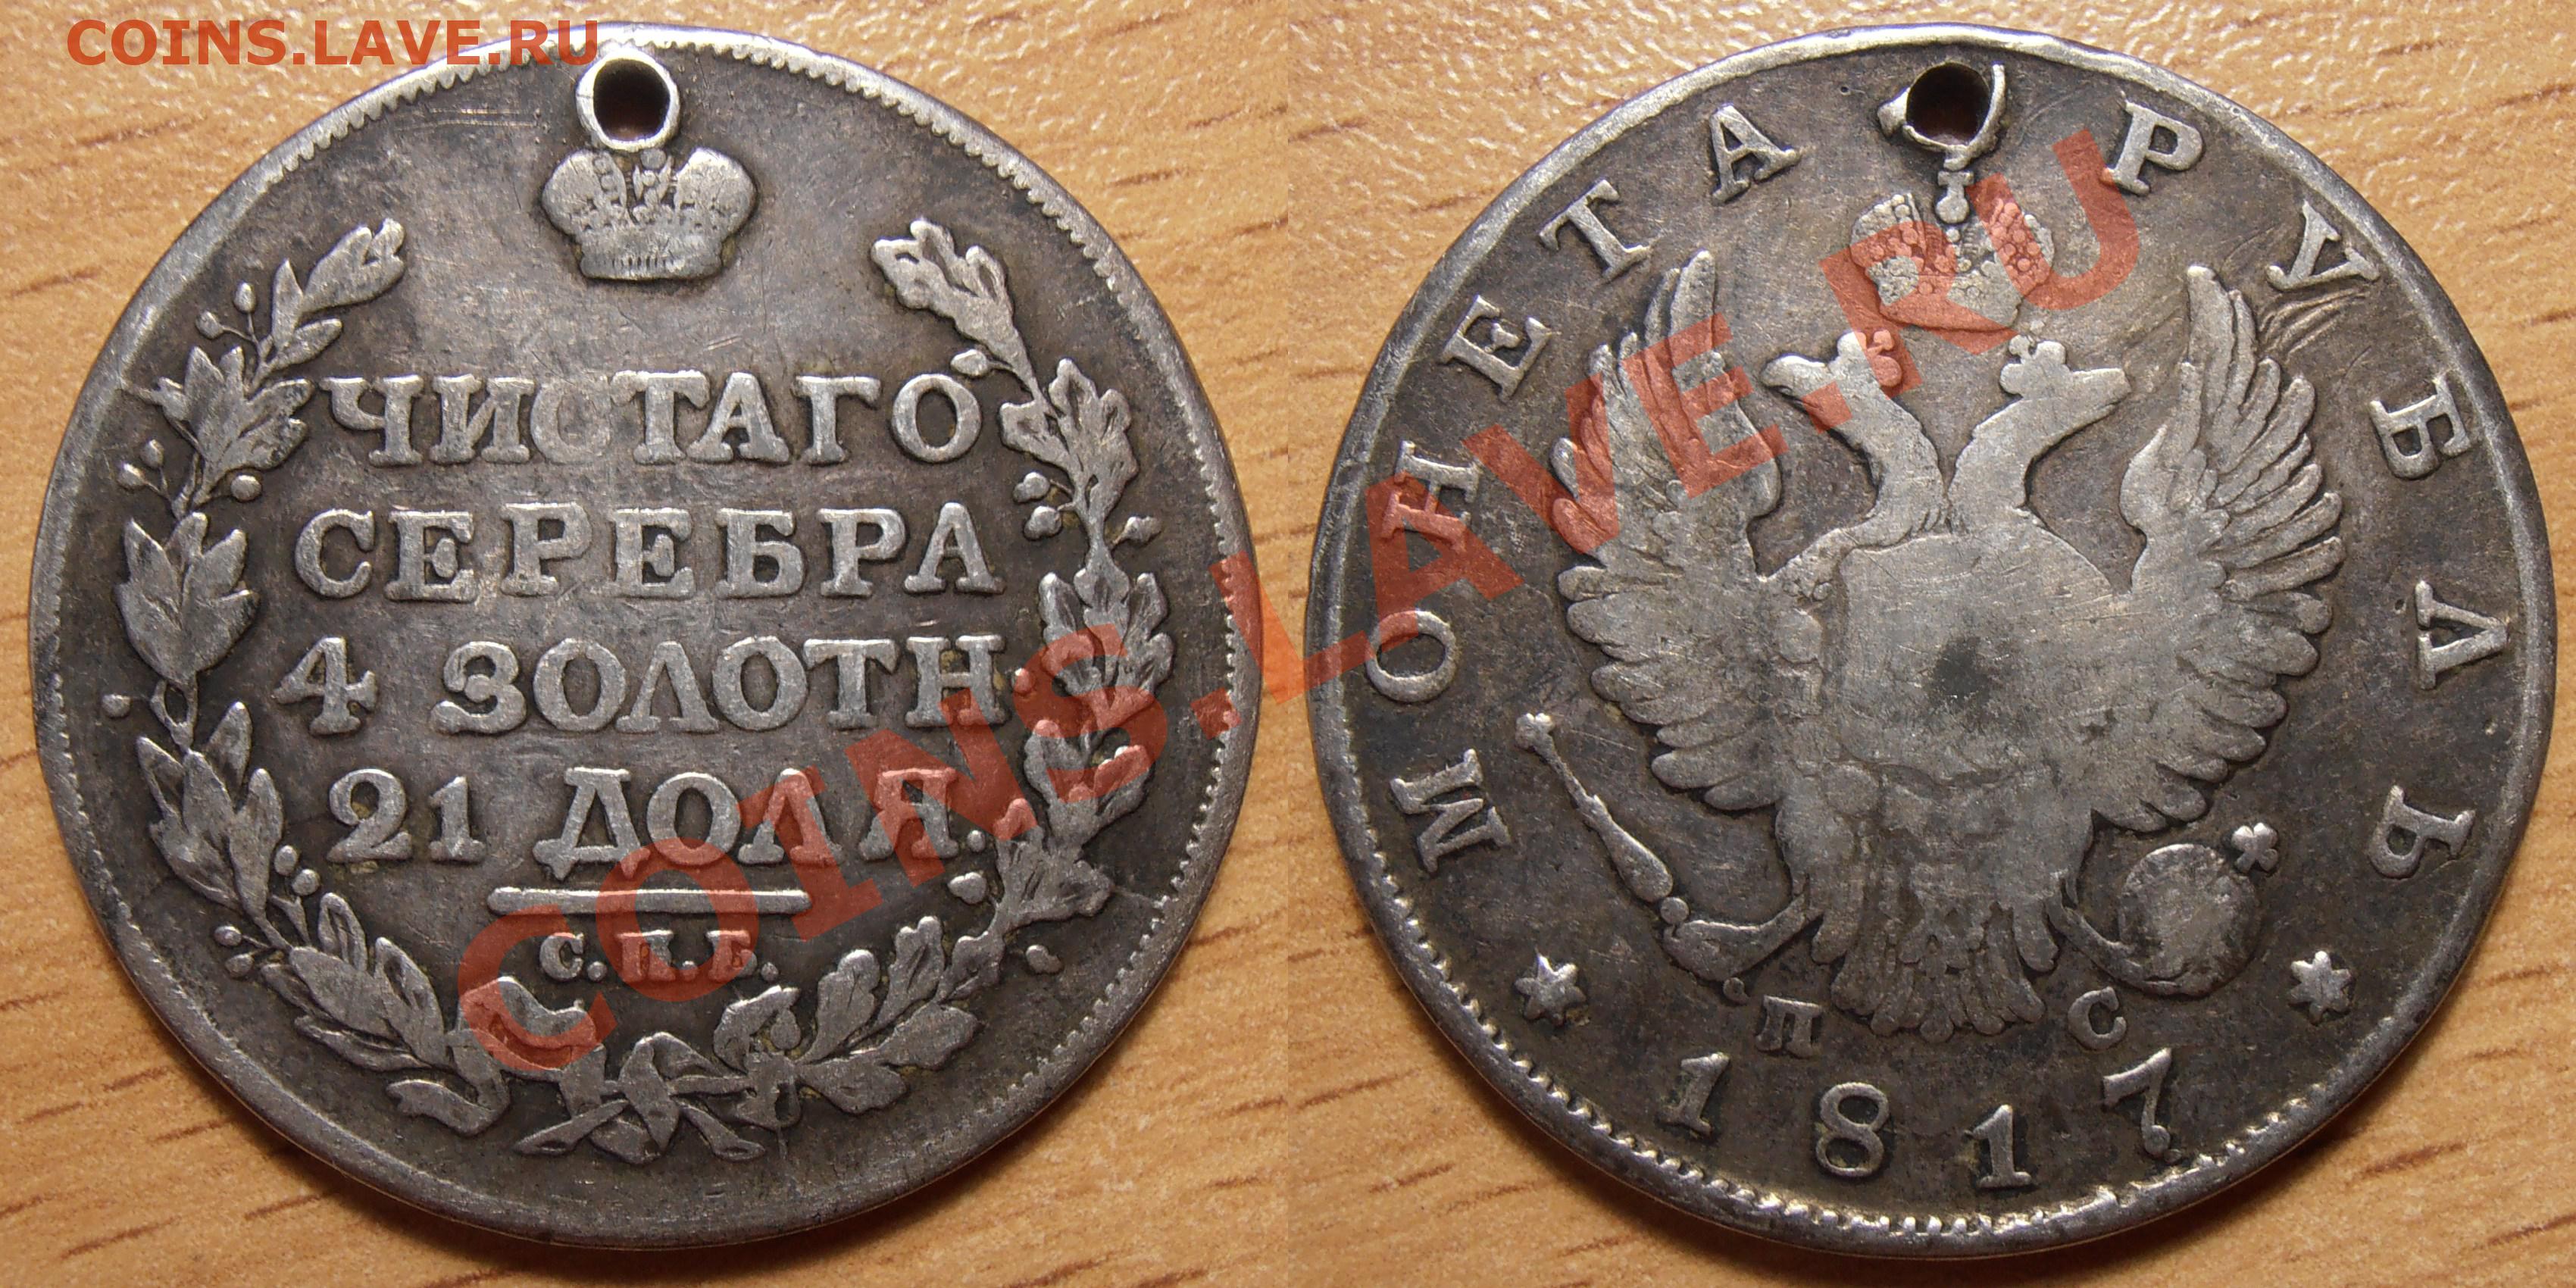 COINS.LAVE.RU
ЧИСТАГО
СЕРЕБРА
4 ЗОЛОТН
21 ДОЛЯ.
С.П.Б.
МОНЕТА РУБЛЬ
П С
1817
COINS.LAVE.RU